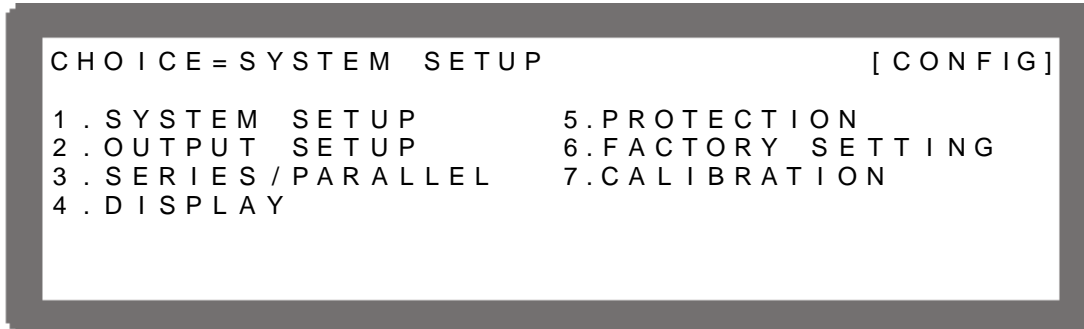 CHOICE=SYSTEM SETUP [CONFIG]
1.SYSTEM SETUP 5.PROTECTION
2.OUTPUT SETUP 6.FACTORY SETTING
3.SERIES/PARALLEL 7.CALIBRATION
4.DISPLAY